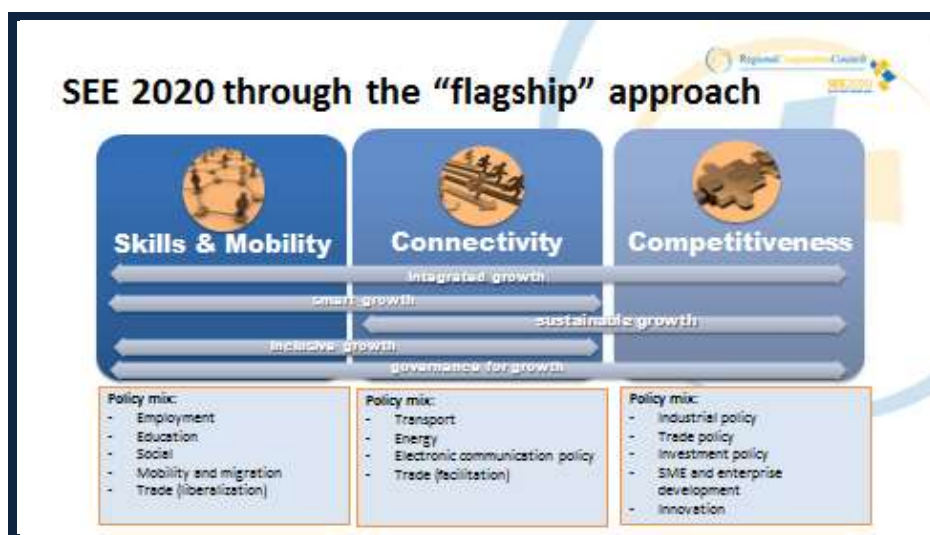 Regional Cooperation Council
SEE 2020 through the “flagship” approach
SEE2020
Skills & Mobility
Connectivity
Competitiveness
integrated growth
smart growth
sustainable growth
inclusive growth
governance for growth
Policy mix:
- Employment
- Education
- Social
- Mobility and migration
- Trade (liberalization)
Policy mix:
- Transport
- Energy
- Electronic communication policy
- Trade (facilitation)
Policy mix:
- Industrial policy
- Trade policy
- Investment policy
- SME and enterprise
development
- Innovation